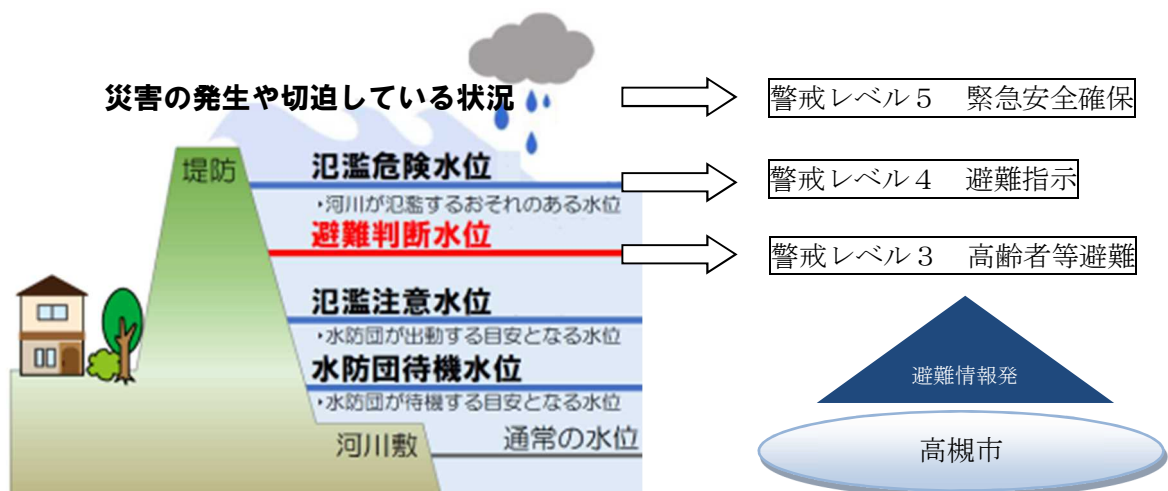 災害の発生や切迫している状況
警戒レベル５　緊急安全確保
堤防
氾濫危険水位
・河川が氾濫するおそれのある水位
警戒レベル４　避難指示
避難判断水位
警戒レベル３　高齢者等避難
氾濫注意水位
・水防団が出動する目安となる水位
水防団待機水位
・水防団が待機する目安となる水位
避難情報発
河川敷
通常の水位
高槻市